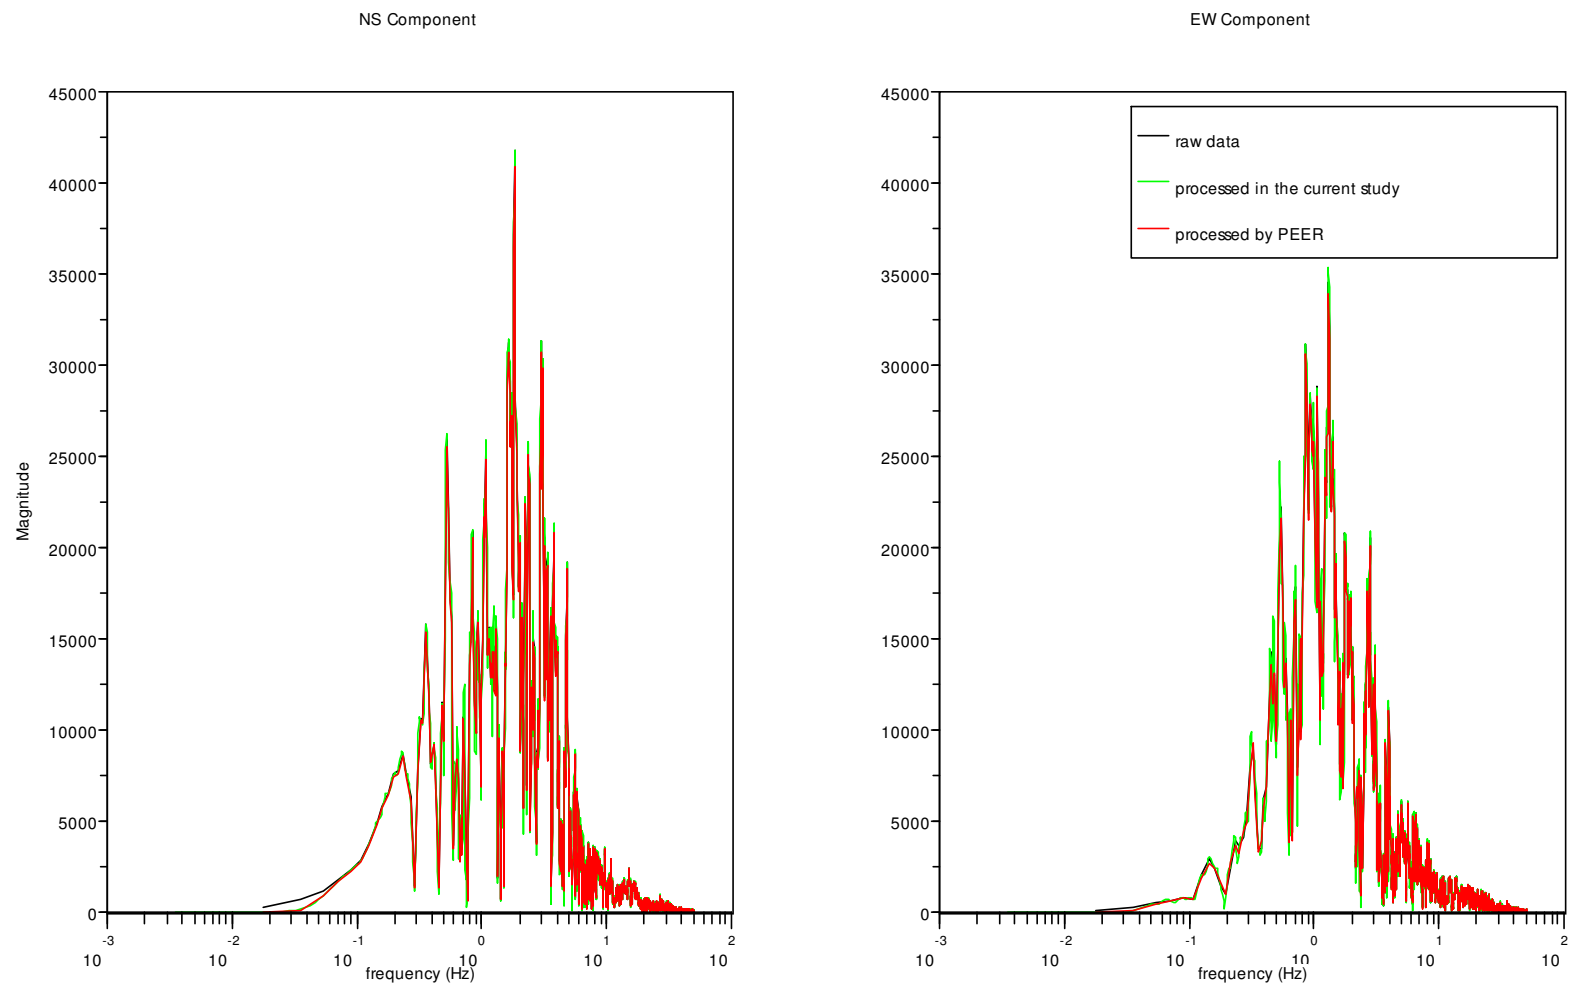 NS Component
EW Component
45000
40000
35000
30000
25000
20000
15000
10000
5000
0
Magnitude
-3 -2 -1 0 1 2
10 10 10 10 10 10
frequency (Hz)
45000
40000
35000
30000
25000
20000
15000
10000
5000
0
raw data
processed in the current study
processed by PEER
-3 -2 -1 0 1 2
10 10 10 10 10 10
frequency (Hz)